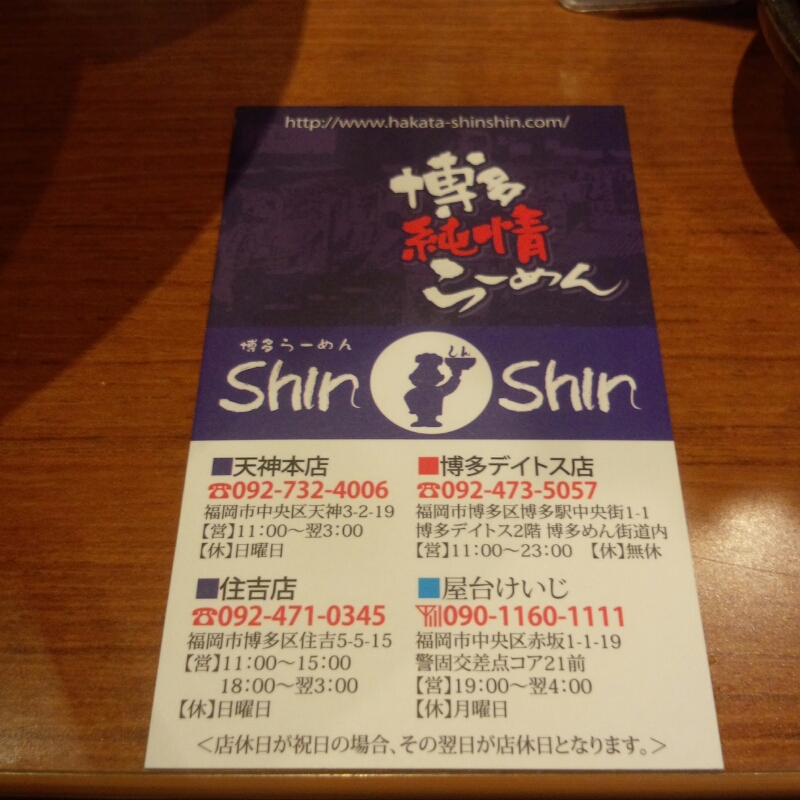 http://www.hakata-shinshin.com/
博多
純情
らーめん
博多らーめん
Shin しん Shin
■天神本店
☎092-732-4006
福岡市中央区天神3-2-19
【営】11:00～翌3:00
【休】日曜日
■博多デイトス店
☎092-473-5057
福岡市博多区博多駅中央街1-1
博多デイトス2階 博多めん街道内
【営】11:00～23:00 【休】無休
■住吉店
☎092-471-0345
福岡市博多区住吉5-5-15
【営】11:00～15:00
18:00～翌3:00
【休】日曜日
■屋台けいじ
090-1160-1111
福岡市中央区赤坂1-1-19
警固交差点コア21前
【営】19:00～翌4:00
【休】月曜日
＜店休日が祝日の場合、その翌日が店休日となります。＞